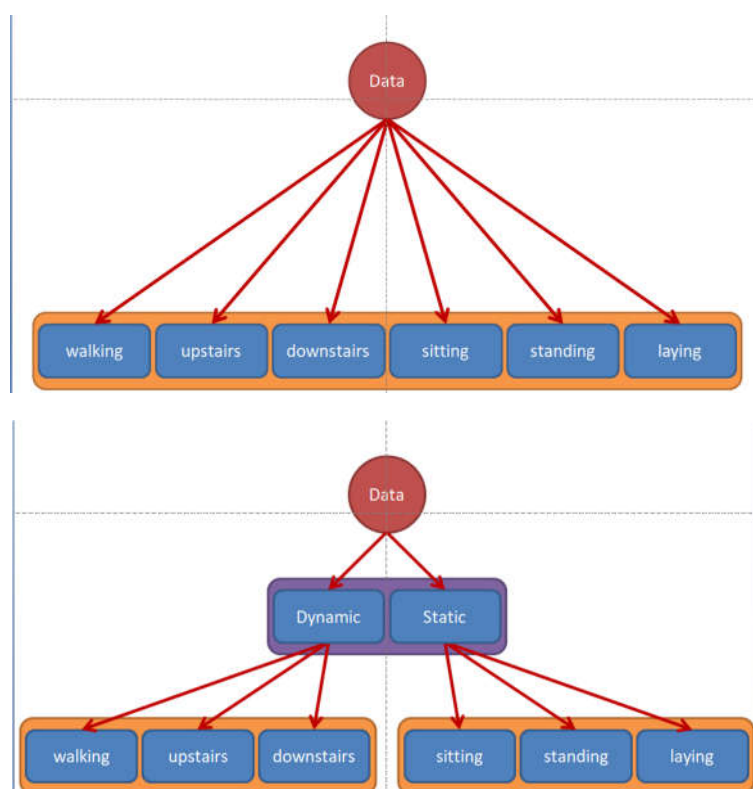 Data
walking upstairs downstairs sitting standing laying
Data
Dynamic Static
walking upstairs downstairs sitting standing laying